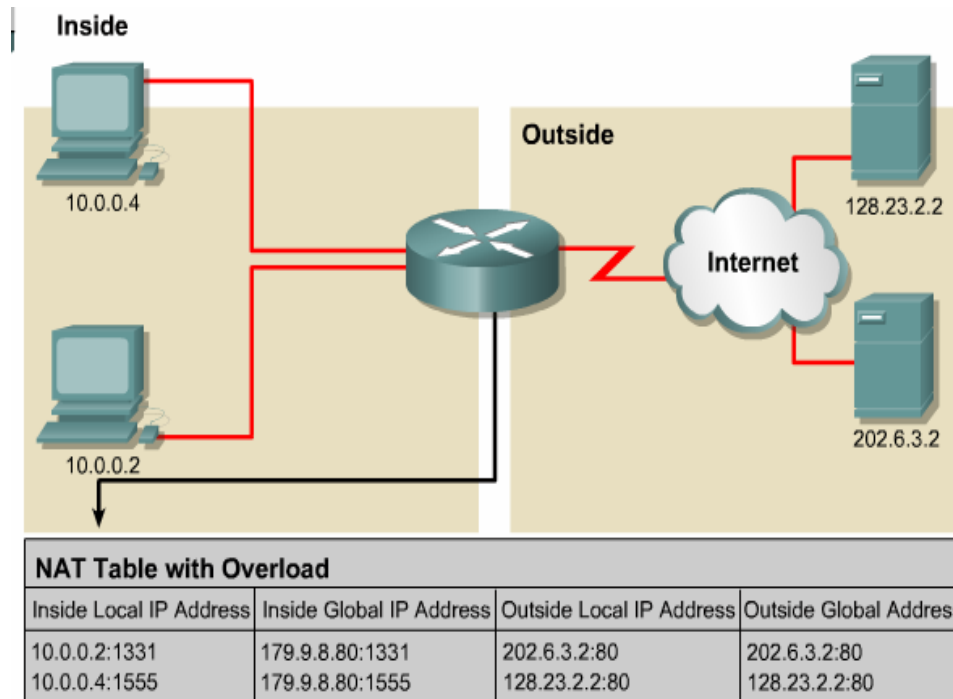 Inside
Outside
10.0.0.4
128.23.2.2
Internet
202.6.3.2
10.0.0.2
NAT Table with Overload
Inside Local IP Address Inside Global IP Address Outside Local IP Address Outside Global Addres
10.0.0.2:1331 179.9.8.80:1331 202.6.3.2:80 202.6.3.2:80
10.0.0.4:1555 179.9.8.80:1555 128.23.2.2:80 128.23.2.2:80